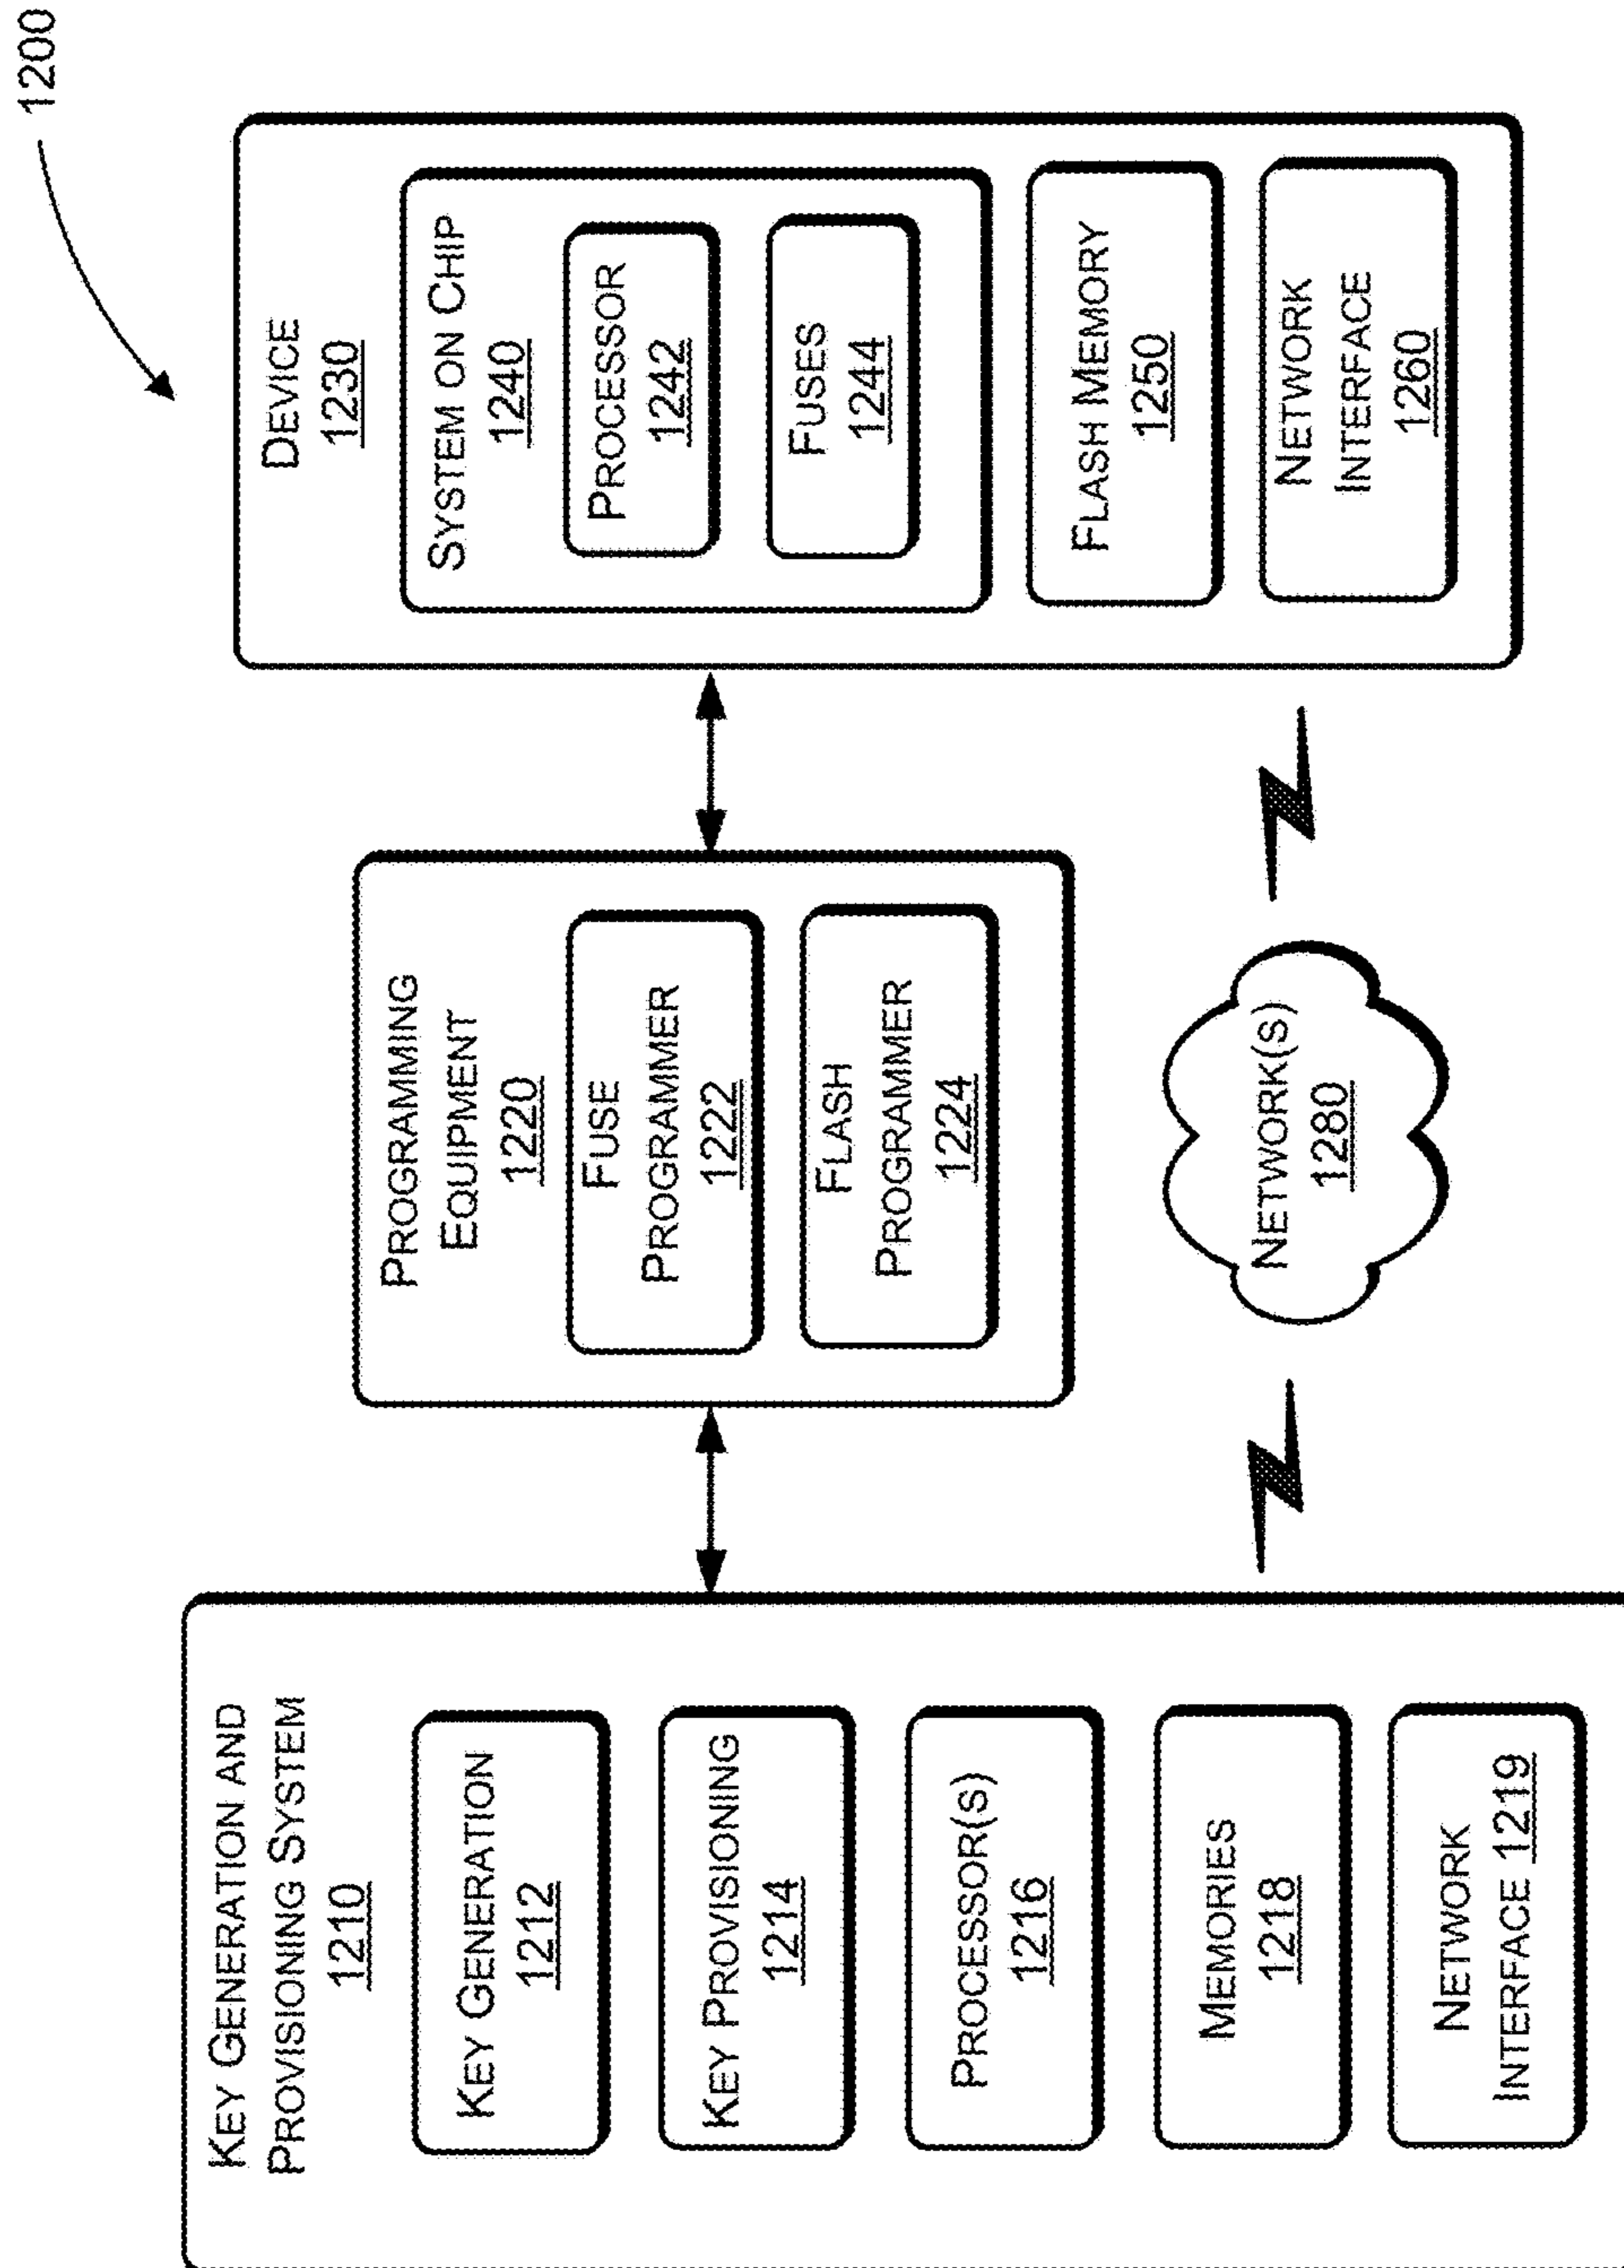 1200
KEY GENERATION AND
PROVISIONING SYSTEM
1210
KEY GENERATION
1212
KEY PROVISIONING
1214
PROCESSOR(S)
1216
MEMORIES
1218
NETWORK
INTERFACE 1219
PROGRAMMING
EQUIPMENT
1220
FUSE
PROGRAMMER
1222
FLASH
PROGRAMMER
1224
NETWORK(S)
1280
DEVICE
1230
SYSTEM ON CHIP
1240
PROCESSOR
1242
FUSES
1244
FLASH MEMORY
1250
NETWORK
INTERFACE
1260